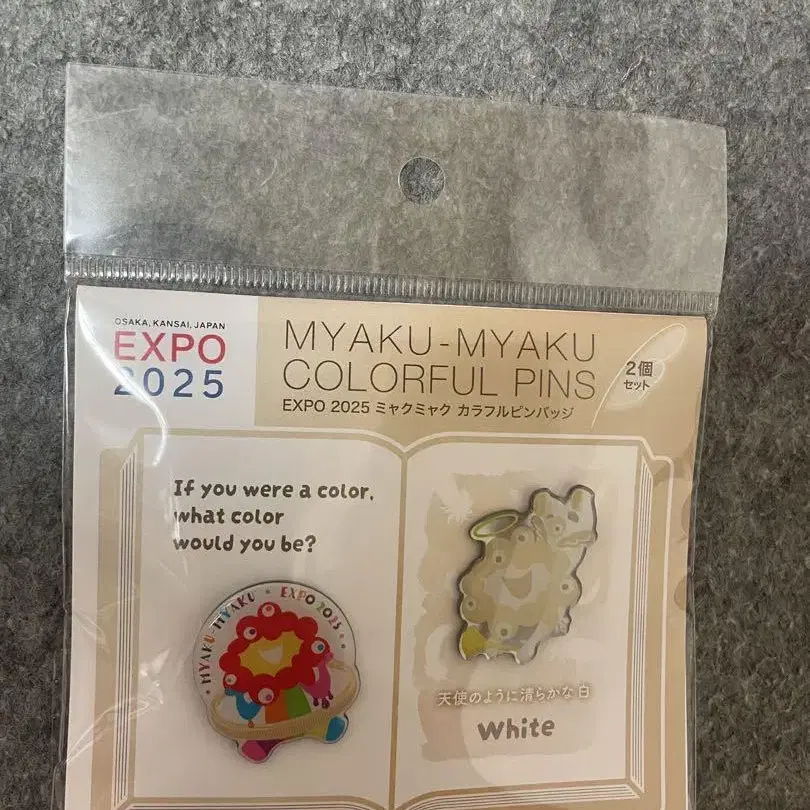 OSAKA, KANSAI, JAPAN
EXPO
2025
MYAKU-MYAKU
COLORFUL PINS
EXPO 2025 ミャクミャク カラフルピンバッジ
2個
セット
If you were a color,
what color
would you be?
MYAKU-MYAKU • EXPO 2025
天使のように清らかな白
White